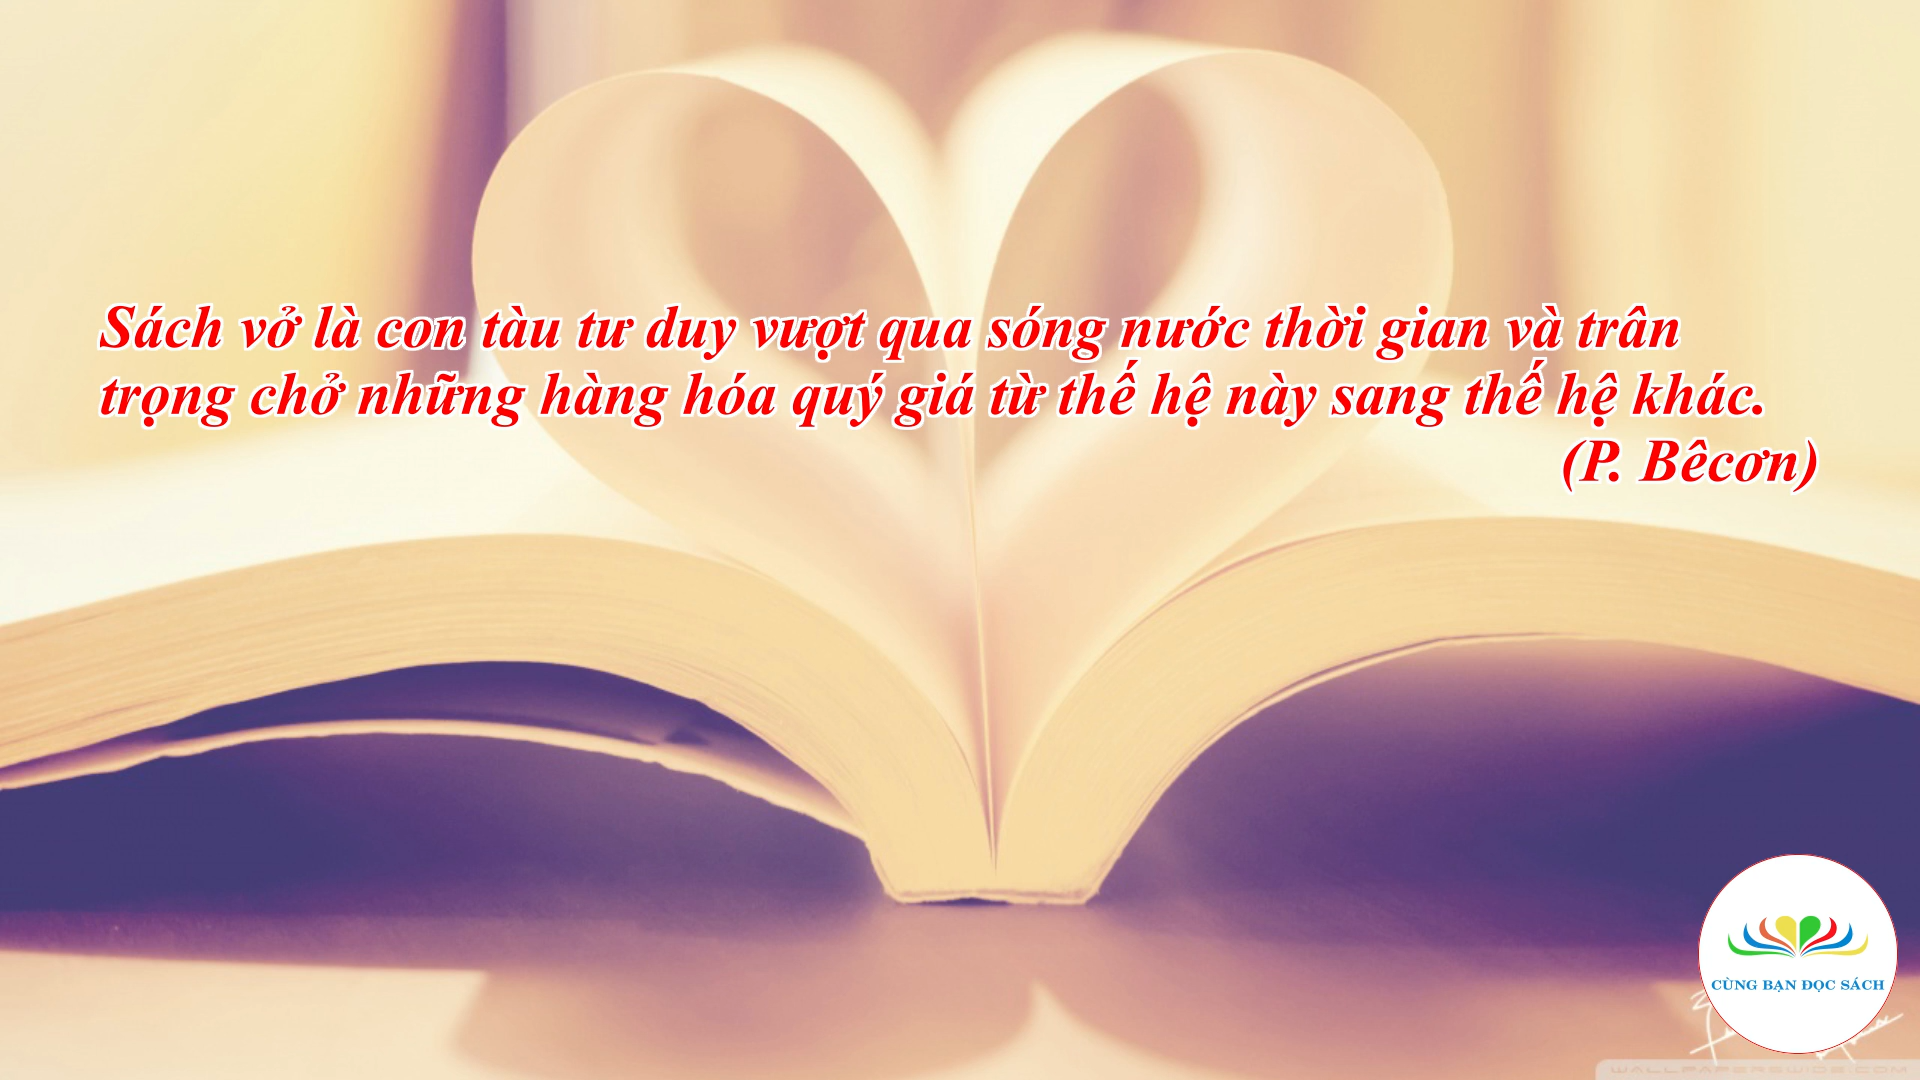 Sách vở là con tàu tư duy vượt qua sóng nước thời gian và trân
trọng chở những hàng hóa quý giá từ thế hệ này sang thế hệ khác.
(P. Bêcơn)
CÙNG BẠN ĐỌC SÁCH